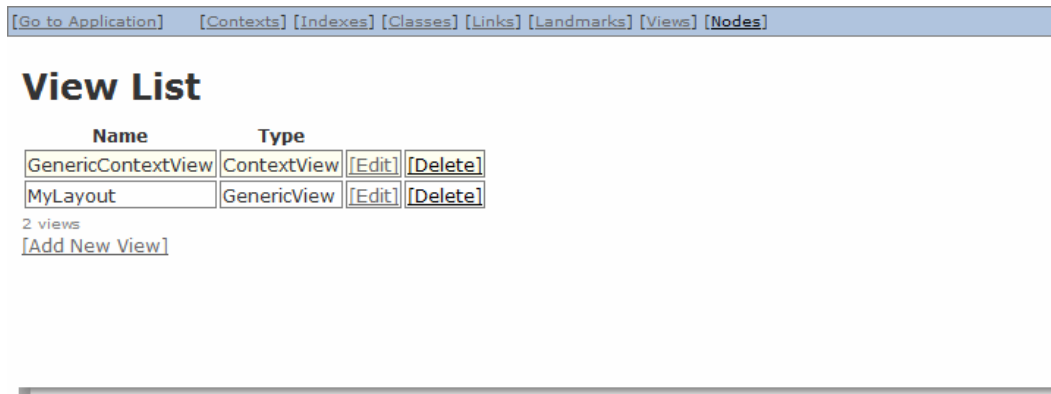 [Go to Application] [Contexts] [Indexes] [Classes] [Links] [Landmarks] [Views] [Nodes]
View List
Name Type
GenericContextView ContextView [Edit] [Delete]
MyLayout GenericView [Edit] [Delete]
2 views
[Add New View]